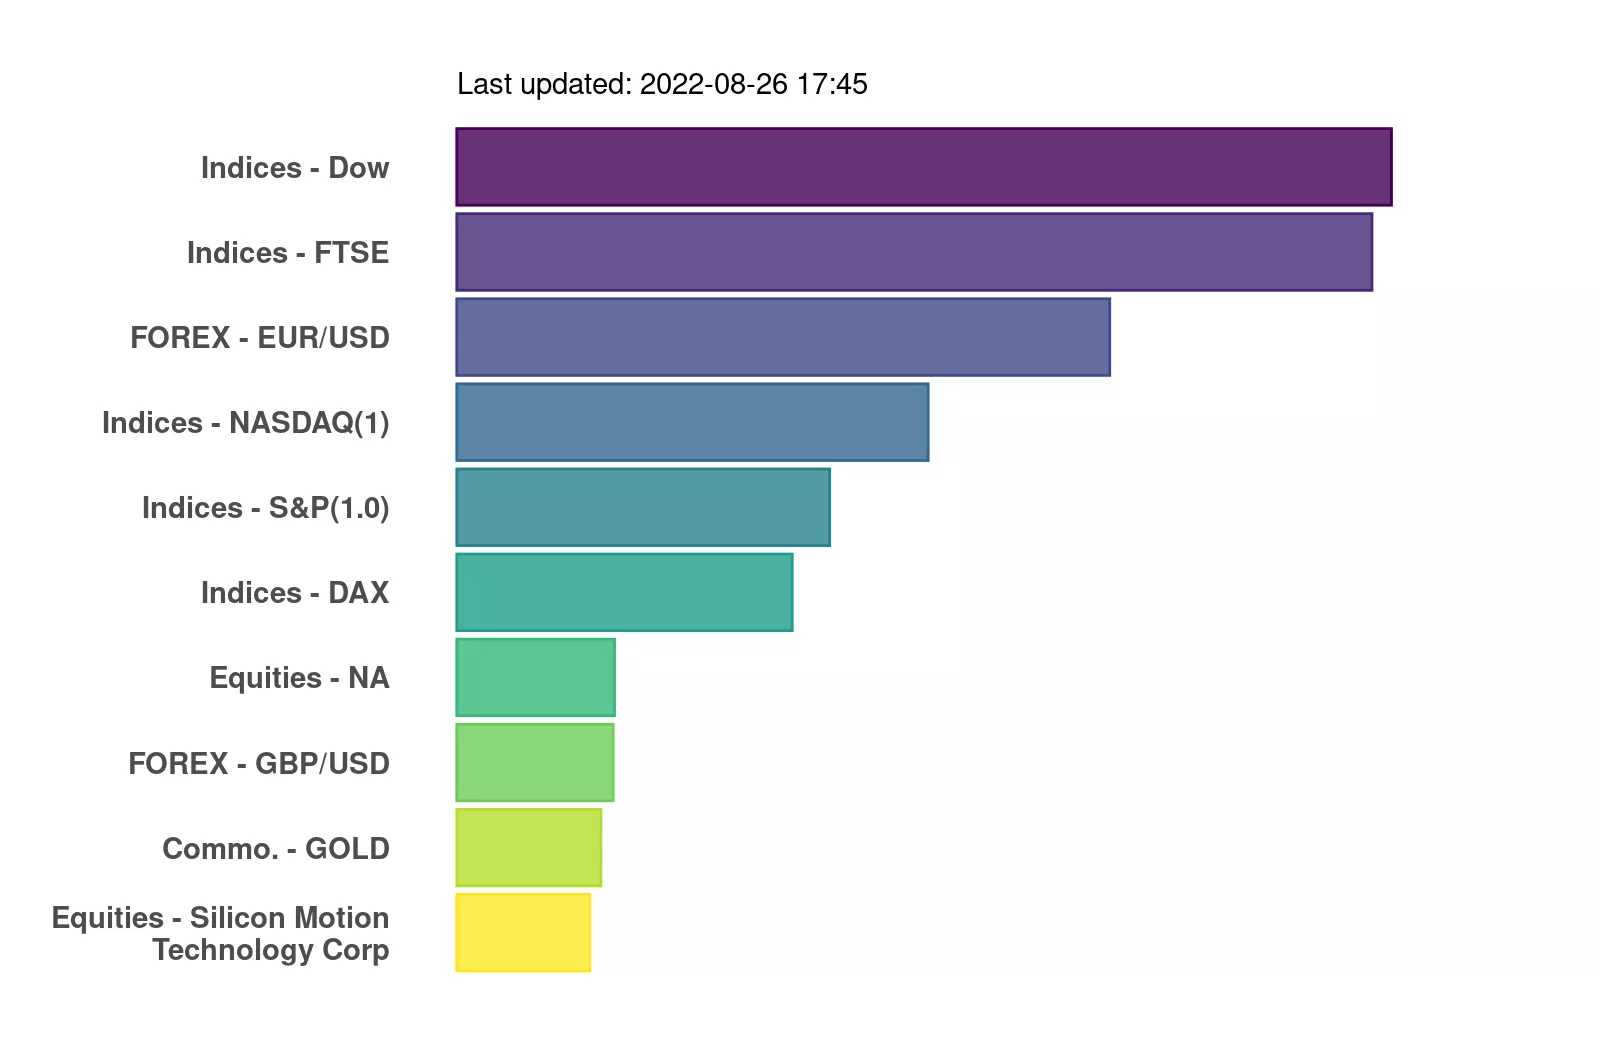 Last updated: 2022-08-26 17:45
Indices - Dow
Indices - FTSE
FOREX - EUR/USD
Indices - NASDAQ(1)
Indices - S&P(1.0)
Indices - DAX
Equities - NA
FOREX - GBP/USD
Commo. - GOLD
Equities - Silicon Motion
Technology Corp